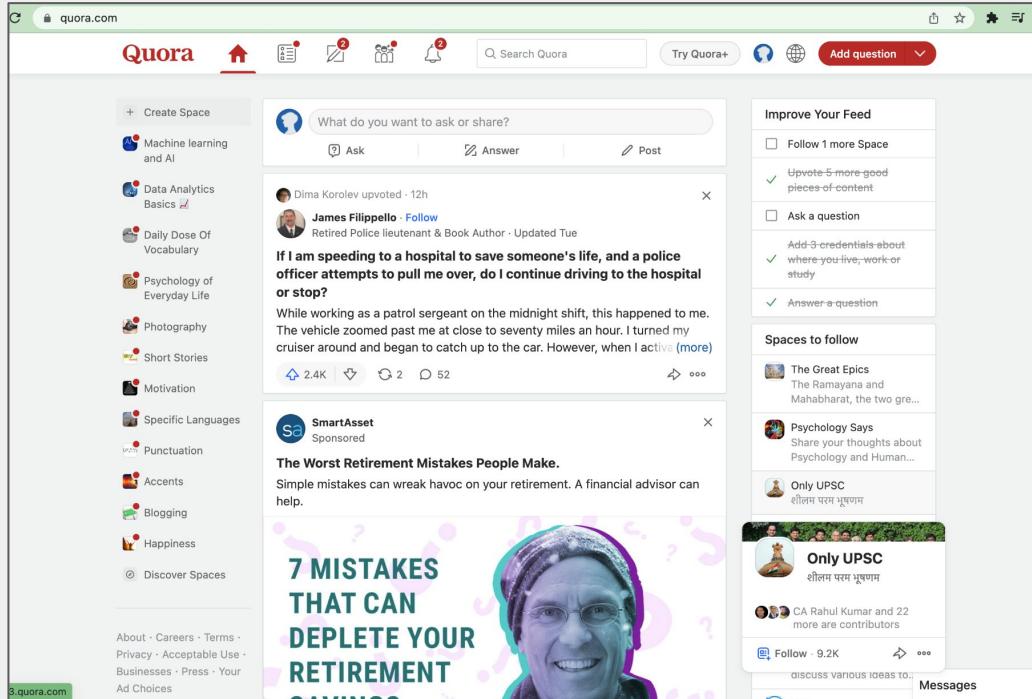 quora.com
Quora
2
2
Search Quora
Try Quora+
Add question
+ Create Space
Machine learning
and AI
Data Analytics
Basics
Daily Dose Of
Vocabulary
Psychology of
Everyday Life
Photography
Short Stories
Motivation
Specific Languages
Punctuation
Accents
Blogging
Happiness
Discover Spaces
About · Careers · Terms ·
Privacy · Acceptable Use ·
Businesses · Press · Your
Ad Choices
3.quora.com
What do you want to ask or share?
Ask
Answer
Post
Dima Korolev upvoted · 12h
James Filippello · Follow
Retired Police lieutenant & Book Author · Updated Tue
If I am speeding to a hospital to save someone's life, and a police
officer attempts to pull me over, do I continue driving to the hospital
or stop?
While working as a patrol sergeant on the midnight shift, this happened to me.
The vehicle zoomed past me at close to seventy miles an hour. I turned my
cruiser around and began to catch up to the car. However, when I activa (more)
2.4K 2 52
sa
SmartAsset
Sponsored
The Worst Retirement Mistakes People Make.
Simple mistakes can wreak havoc on your retirement. A financial advisor can
help.
7 MISTAKES
THAT CAN
DEPLETE YOUR
RETIREMENT
SAVINGS
Improve Your Feed
Follow 1 more Space
Upvote 5 more good
pieces of content
Ask a question
Add 3 credentials about
where you live, work or
study
Answer a question
Spaces to follow
The Great Epics
The Ramayana and
Mahabharat, the two gre...
Psychology Says
Share your thoughts about
Psychology and Human...
Only UPSC
शीलम परम भूषणम
Only UPSC
शीलम परम भूषणम
CA Rahul Kumar and 22
more are contributors
Follow · 9.2K
discuss various ideas to..
Messages